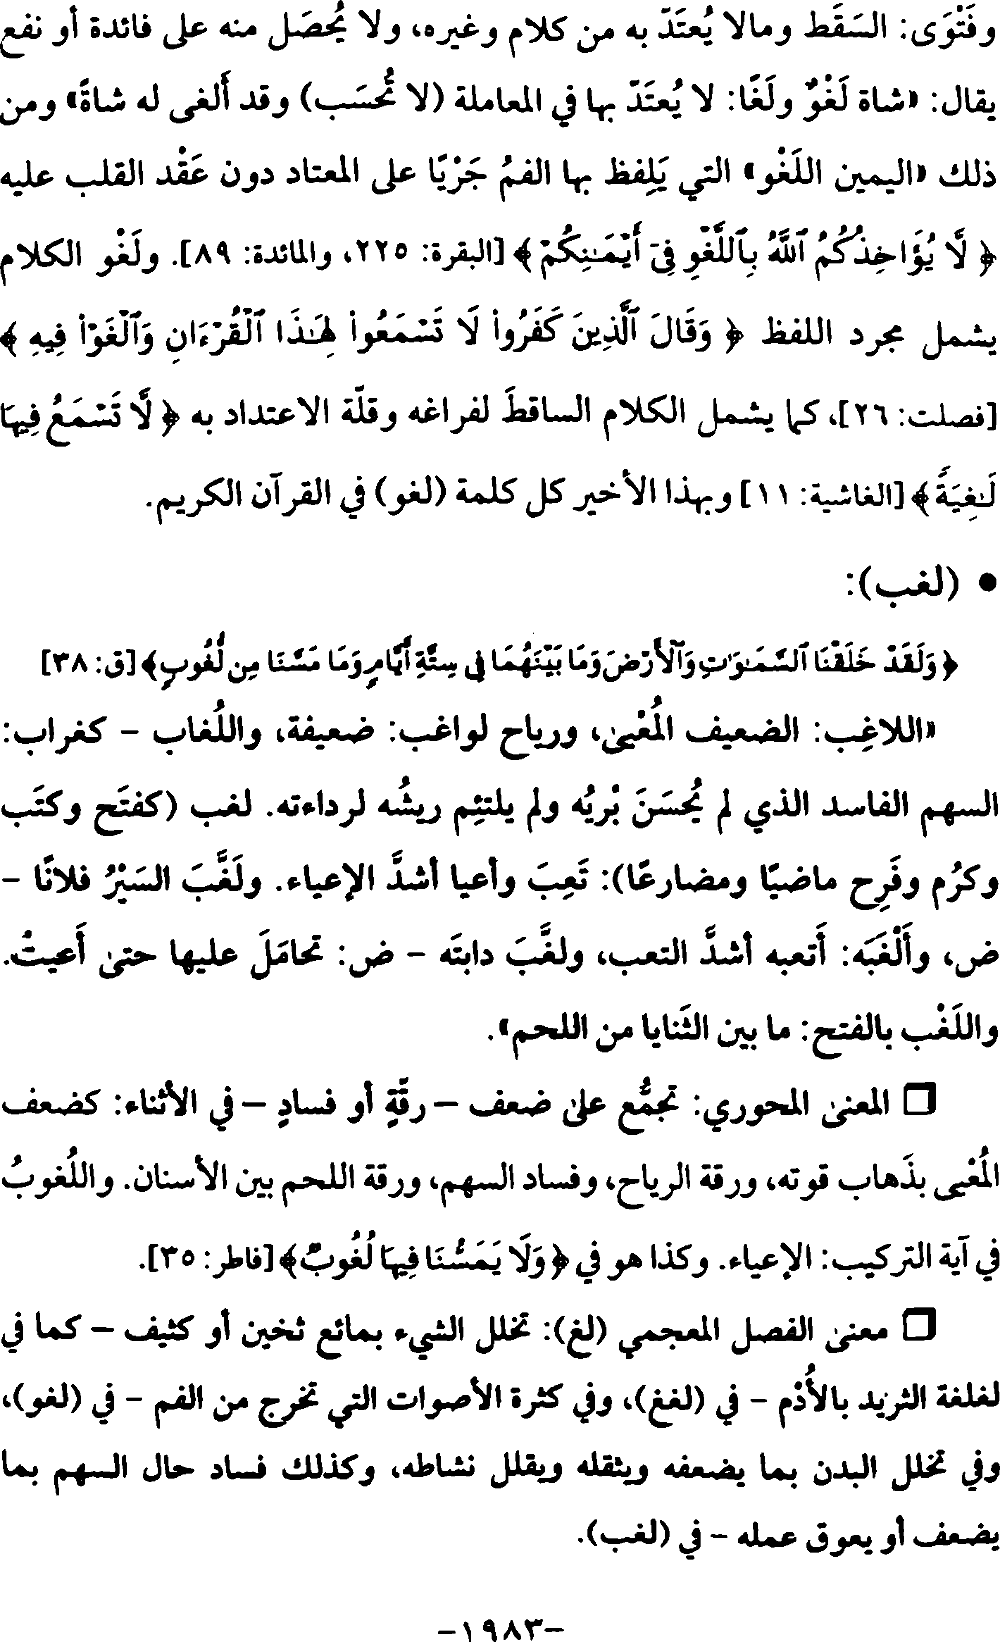 وفَتْوَى: السَقَط ومالا يُعتَدّ به من كلام وغيره، ولا يُحصَل منه على فائدة أو نفع
يقال: «شاة لَغْوٌ ولَغًا: لا يُعتَدّ بها في المعاملة (لا تُحسَب) وقد أَلغى له شاةً» ومن
ذلك «اليمين اللَغْو» التي يَلِفظ بها الفمُ جَرْيًا على المعتاد دون عَقْد القلب عليه
﴿ لَّا يُؤَاخِذُكُمُ ٱللَّهُ بِٱللَّغْوِ فِىٓ أَيْمَـٰنِكُمْ ﴾ [البقرة: ٢٢٥، والمائدة: ٨٩]. ولَغْو الكلام
يشمل مجرد اللفظ ﴿ وَقَالَ ٱلَّذِينَ كَفَرُوا۟ لَا تَسْمَعُوا۟ لِهَـٰذَا ٱلْقُرْءَانِ وَٱلْغَوْا۟ فِيهِ ﴾
[فصلت: ٢٦]، كما يشمل الكلام الساقطَ لفراغه وقلّة الاعتداد به ﴿ لَّا تَسْمَعُ فِيهَا
لَـٰغِيَةً ﴾ [الغاشية: ١١] وبهذا الأخير كل كلمة (لغو) في القرآن الكريم.
• (لغب):
﴿ وَلَقَدْ خَلَقْنَا ٱلسَّمَـٰوَٰتِ وَٱلْأَرْضَ وَمَا بَيْنَهُمَا فِى سِتَّةِ أَيَّامٍ وَمَا مَسَّنَا مِن لُّغُوبٍ ﴾ [ق: ٣٨]
«اللاغِب: الضعيف المُعْيىٰ، ورياح لواغب: ضعيفة، واللُغاب - كغراب:
السهم الفاسد الذي لم يُحسَنَ بْريُه ولم يلتئِم ريشُه لرداءته. لغب (كفتَح وكتَب
وكرُم وفَرِح ماضيًا ومضارعًا): تَعِبَ وأعيا أشدَّ الإعياء. ولَغَّبَ السَيْرُ فلانًا -
ض، وأَلْغَبَه: أَتعبه أشدَّ التعب، ولغَّبَ دابتَه - ض: تحامَلَ عليها حتىٰ أَعيتْ.
واللَغْب بالفتح: ما بين الثَنايا من اللحم».
❒ المعنىٰ المحوري: تجمُّع علىٰ ضعف – رقّةٍ أو فسادٍ – في الأثناء: كضعف
المُعْيى بذَهاب قوته، ورقة الرياح، وفساد السهم، ورقة اللحم بين الأسنان. واللُغوبُ
في آية التركيب: الإعياء. وكذا هو في ﴿ وَلَا يَمَسُّنَا فِيهَا لُغُوبٌ ﴾ [فاطر: ٣٥].
❒ معنىٰ الفصل المعجمي (لغ): تخلل الشيء بمائع ثخين أو كثيف – كما في
لغلغة الثريد بالأُدْم - في (لغغ)، وفي كثرة الأصوات التي تخرج من الفم - في (لغو)،
وفي تخلل البدن بما يضعفه ويثقله ويقلل نشاطه، وكذلك فساد حال السهم بما
يضعف أو يعوق عمله - في (لغب).
-١٩٨٣-